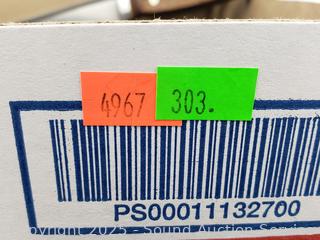 4967
303.
PS00011132700
Copyright 2025 - Sound Auction Service